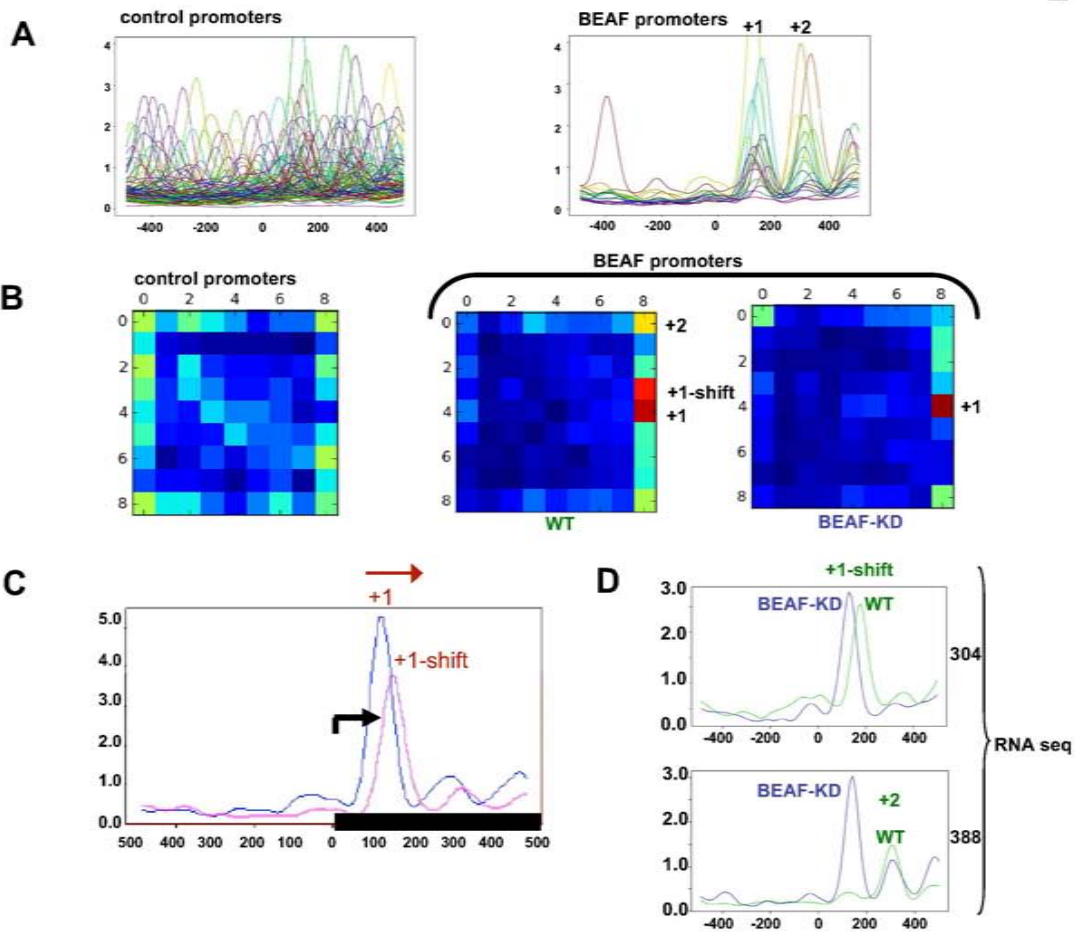 A
control promoters
4
3
2
1
0
-400 -200 0 200 400
BEAF promoters
+1 +2
4
3
2
1
0
-400 -200 0 200 400
B
control promoters
0 2 4 6 8
0
2
4
6
8
BEAF promoters
0 2 4 6 8
0
2
4
6
8
+2
+1-shift
+1
WT
0 2 4 6 8
0
2
4
6
8
+1
BEAF-KD
C
+1
+1-shift
5.0
4.0
3.0
2.0
1.0
0.0
500 400 300 200 100 0 100 200 300 400 500
D
+1-shift
BEAF-KD WT
3.0
2.0
1.0
0.0
-400 -200 0 200 400
304
BEAF-KD
+2
WT
3.0
2.0
1.0
0.0
-400 -200 0 200 400
388
RNA seq